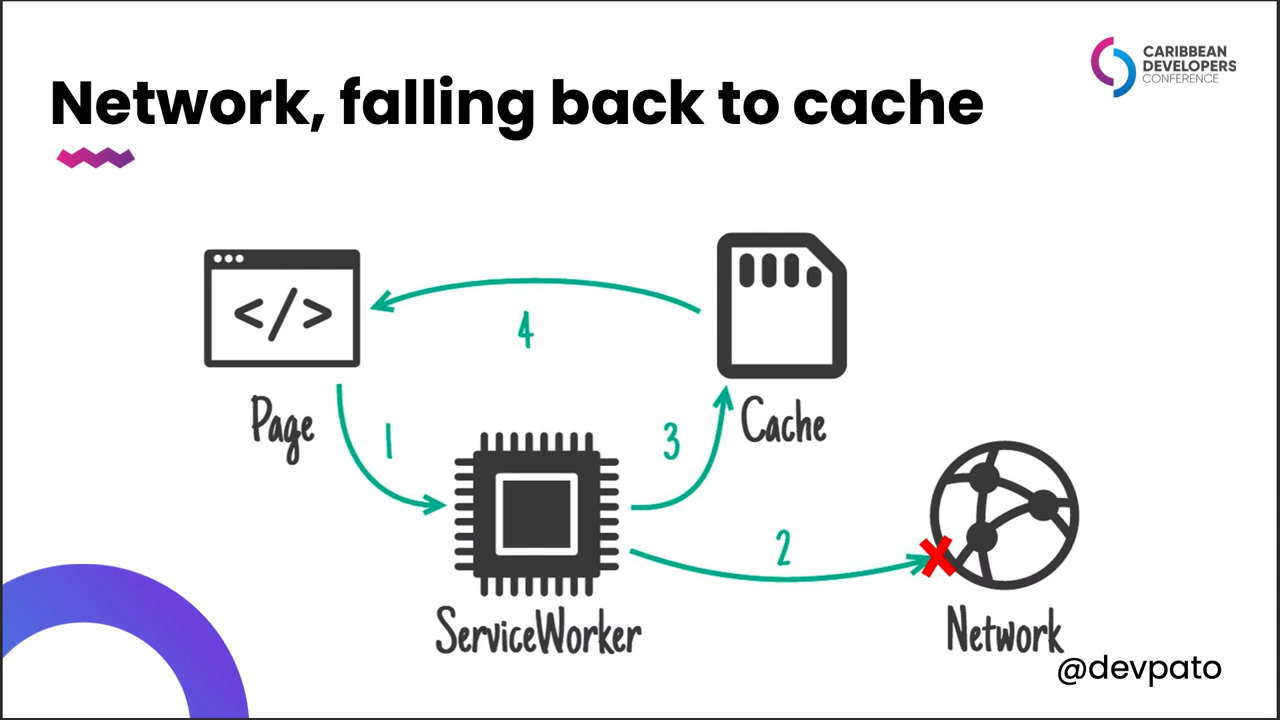 CARIBBEAN
DEVELOPERS
CONFERENCE
Network, falling back to cache
</>
4
Page
1
3
Cache
2
ServiceWorker
Network
@devpato